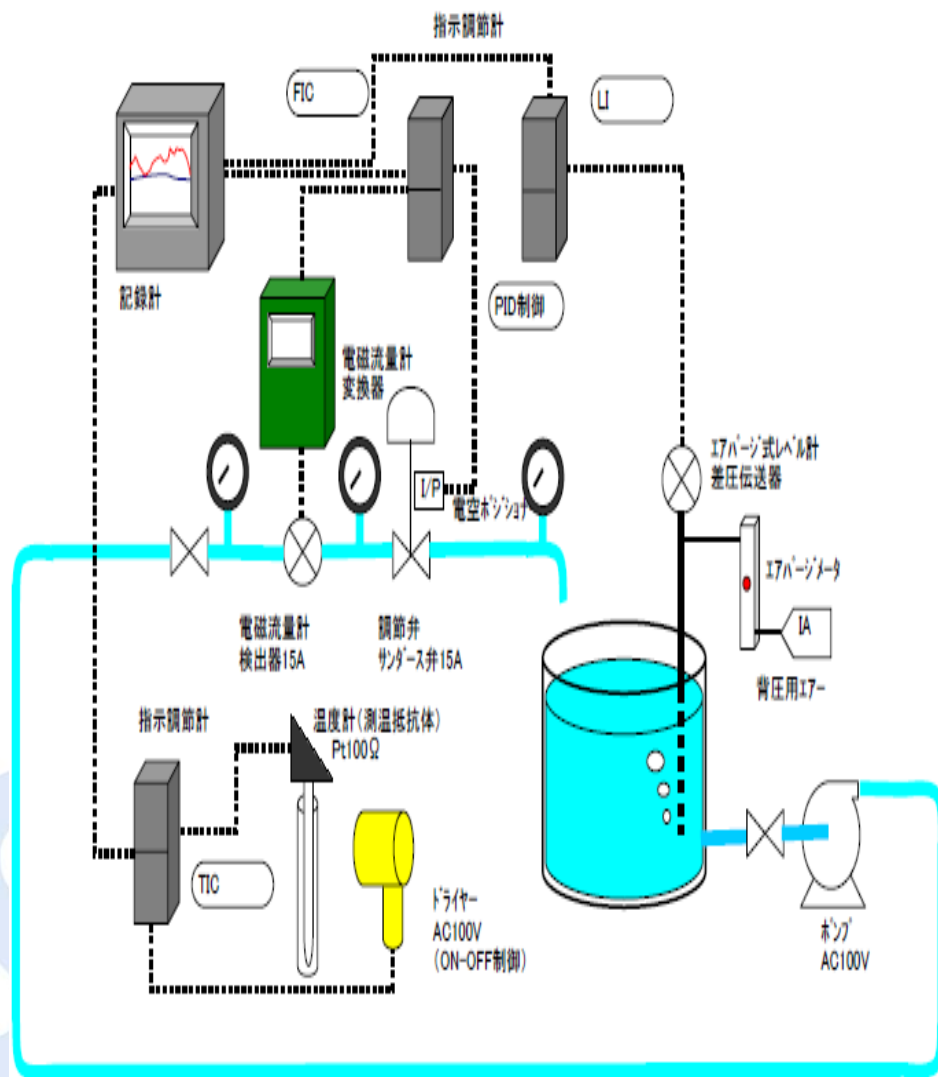 指示調節計
FIC
LI
記録計
PID制御
電磁流量計
変換器
I/P
電空ポジショナ
エアパージ式レベル計
差圧伝送器
エアパージメータ
IA
背圧用エアー
電磁流量計
検出器15A
調節弁
サンダース弁15A
指示調節計
温度計(測温抵抗体)
Pt100Ω
TIC
ドライヤー
AC100V
(ON-OFF制御)
ポンプ
AC100V